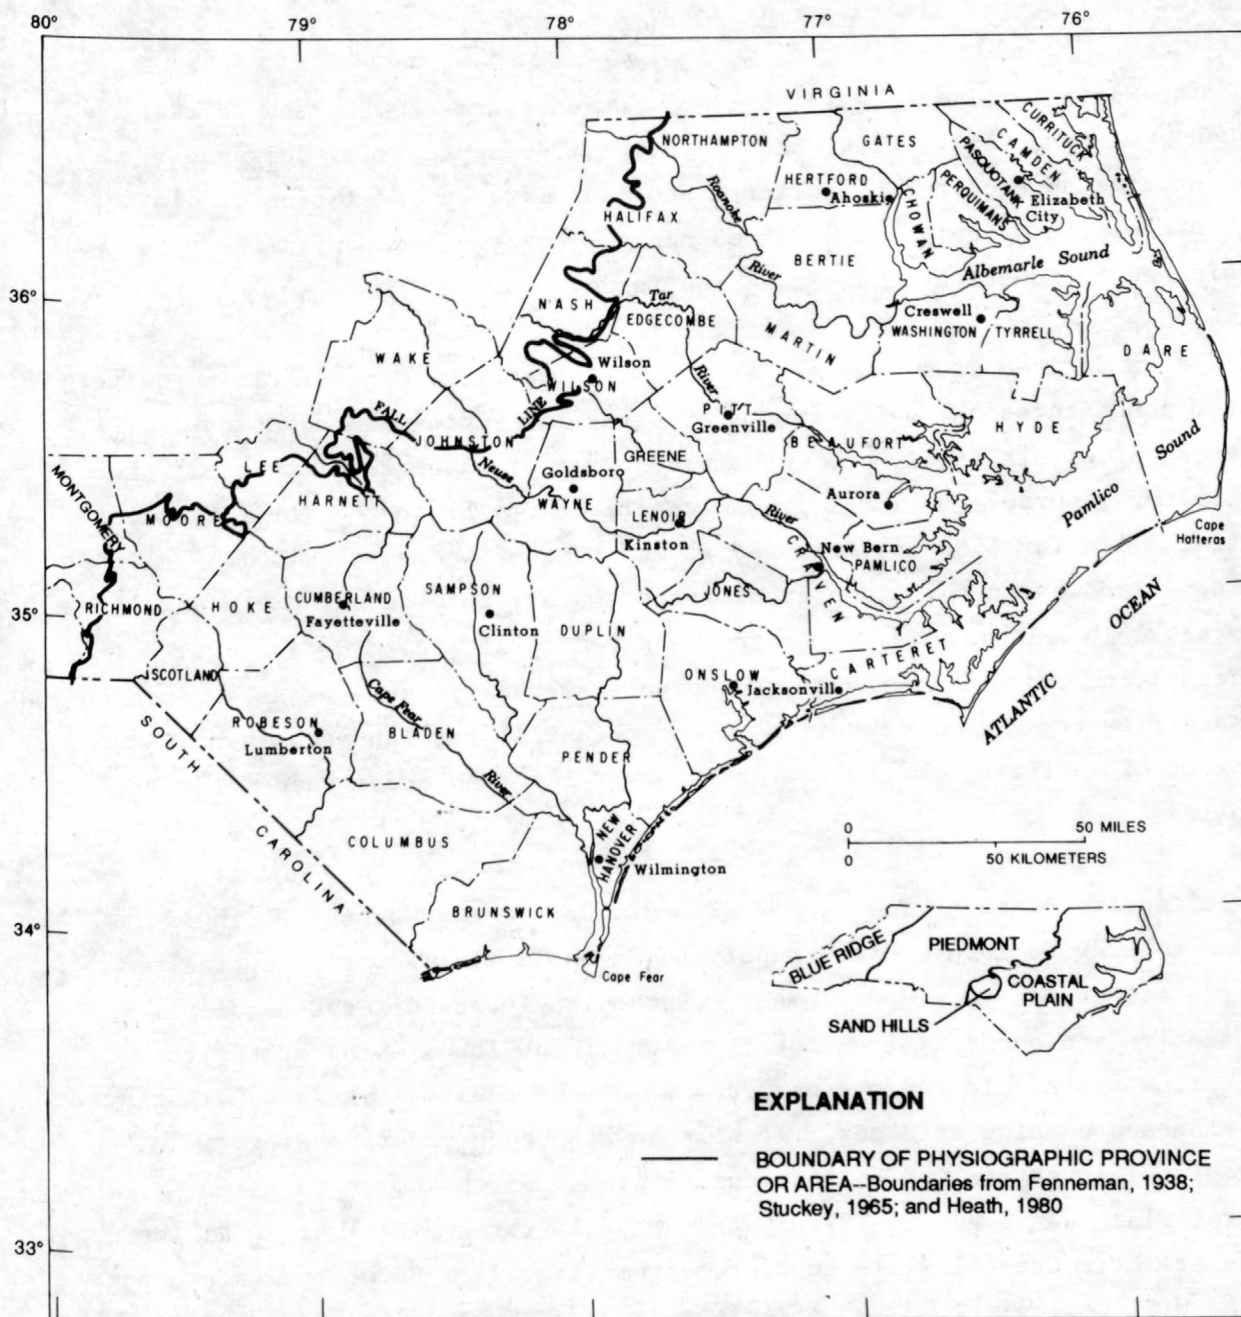 80°
79°
78°
77°
76°
VIRGINIA
NORTHAMPTON
GATES
CURRITUCK
CAMDEN
PASQUOTANK
PERQUIMANS
HERTFORD
Ahoskie
Elizabeth
City
CHOWAN
Roanoke
River
HALIFAX
BERTIE
Albemarle Sound
36°
NASH
Tar
EDGECOMBE
Creswell
WASHINGTON
TYRRELL
MARTIN
DARE
WAKE
Wilson
WILSON
River
FALL
LINE
PITT
Greenville
BEAUFORT
HYDE
Sound
JOHNSTON
LEE
Neuse
GREENE
Goldsboro
WAYNE
MONTGOMERY
HARNETT
Aurora
Pamlico
MOORE
LENOIR
Kinston
River
CRAVEN
New Bern
PAMLICO
Cape
Hatteras
35°
RICHMOND
HOKE
CUMBERLAND
Fayetteville
SAMPSON
Clinton
DUPLIN
JONES
OCEAN
SCOTLAND
ONSLOW
Jacksonville
CARTERET
ATLANTIC
SOUTH
CAROLINA
ROBESON
Lumberton
Cape Fear
BLADEN
River
PENDER
COLUMBUS
NEW
HANOVER
Wilmington
0 50 MILES
0 50 KILOMETERS
34°
BRUNSWICK
Cape Fear
BLUE RIDGE
PIEDMONT
COASTAL
PLAIN
SAND HILLS
EXPLANATION
BOUNDARY OF PHYSIOGRAPHIC PROVINCE
OR AREA--Boundaries from Fenneman, 1938;
Stuckey, 1965; and Heath, 1980
33°